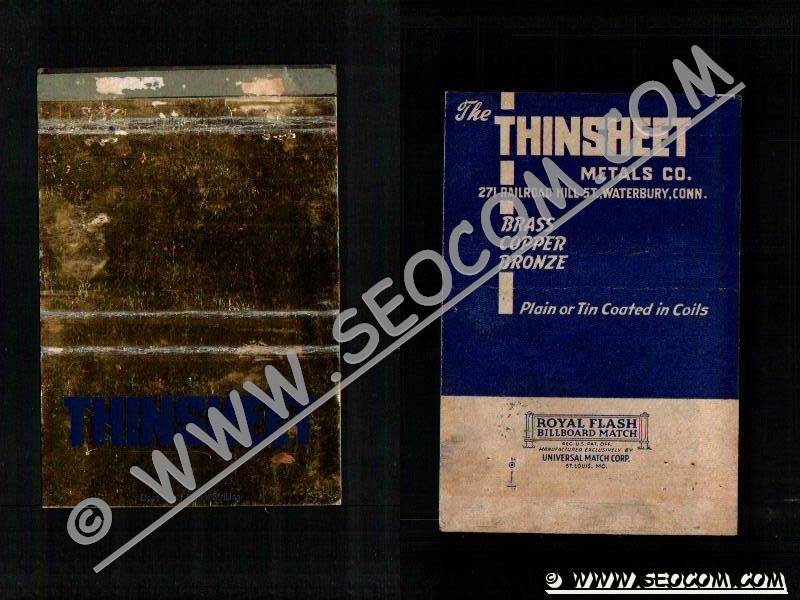 THINSHEET
The
THINSHEET
METALS CO.
271 RAILROAD HILL ST., WATERBURY, CONN.
BRASS
COPPER
BRONZE
Plain or Tin Coated in Coils
ROYAL FLASH
BILLBOARD MATCH
REG. U.S. PAT. OFF.
MANUFACTURED EXCLUSIVELY BY
UNIVERSAL MATCH CORP.
ST. LOUIS, MO.
© WWW.SEOCOM.COM
© WWW.SEOCOM.COM